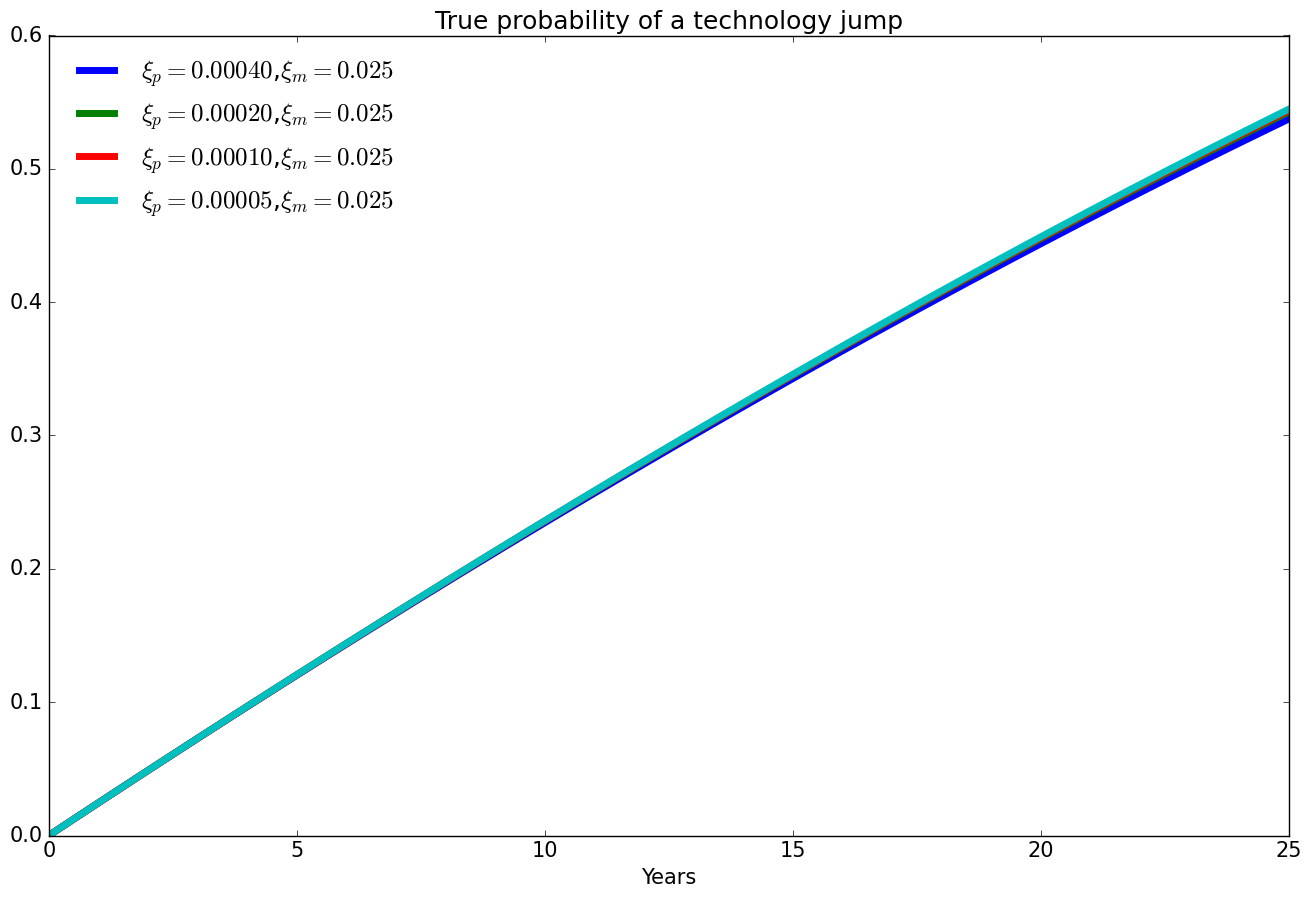 True probability of a technology jump
0.6
0.5
0.4
0.3
0.2
0.1
0.0
ξp = 0.00040,ξm = 0.025
ξp = 0.00020,ξm = 0.025
ξp = 0.00010,ξm = 0.025
ξp = 0.00005,ξm = 0.025
0 5 10 15 20 25
Years